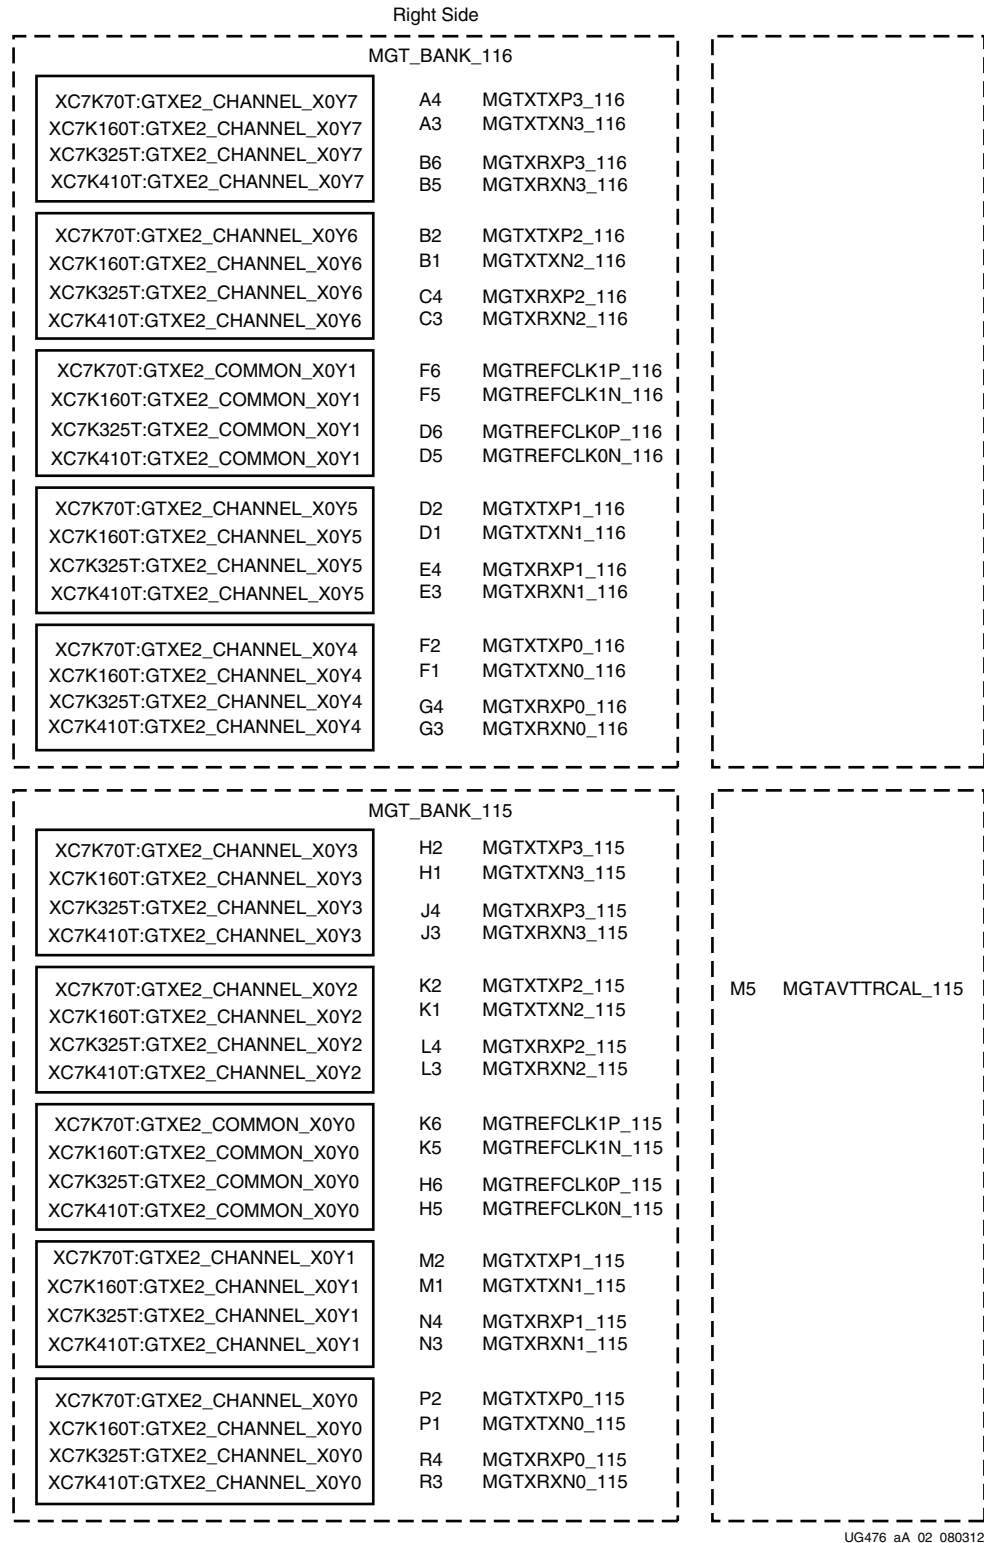 Right Side
MGT_BANK_116
XC7K70T:GTXE2_CHANNEL_X0Y7
XC7K160T:GTXE2_CHANNEL_X0Y7
XC7K325T:GTXE2_CHANNEL_X0Y7
XC7K410T:GTXE2_CHANNEL_X0Y7
A4 MGTXTXP3_116
A3 MGTXTXN3_116
B6 MGTXRXP3_116
B5 MGTXRXN3_116
XC7K70T:GTXE2_CHANNEL_X0Y6
XC7K160T:GTXE2_CHANNEL_X0Y6
XC7K325T:GTXE2_CHANNEL_X0Y6
XC7K410T:GTXE2_CHANNEL_X0Y6
B2 MGTXTXP2_116
B1 MGTXTXN2_116
C4 MGTXRXP2_116
C3 MGTXRXN2_116
XC7K70T:GTXE2_COMMON_X0Y1
XC7K160T:GTXE2_COMMON_X0Y1
XC7K325T:GTXE2_COMMON_X0Y1
XC7K410T:GTXE2_COMMON_X0Y1
F6 MGTREFCLK1P_116
F5 MGTREFCLK1N_116
D6 MGTREFCLK0P_116
D5 MGTREFCLK0N_116
XC7K70T:GTXE2_CHANNEL_X0Y5
XC7K160T:GTXE2_CHANNEL_X0Y5
XC7K325T:GTXE2_CHANNEL_X0Y5
XC7K410T:GTXE2_CHANNEL_X0Y5
D2 MGTXTXP1_116
D1 MGTXTXN1_116
E4 MGTXRXP1_116
E3 MGTXRXN1_116
XC7K70T:GTXE2_CHANNEL_X0Y4
XC7K160T:GTXE2_CHANNEL_X0Y4
XC7K325T:GTXE2_CHANNEL_X0Y4
XC7K410T:GTXE2_CHANNEL_X0Y4
F2 MGTXTXP0_116
F1 MGTXTXN0_116
G4 MGTXRXP0_116
G3 MGTXRXN0_116
MGT_BANK_115
XC7K70T:GTXE2_CHANNEL_X0Y3
XC7K160T:GTXE2_CHANNEL_X0Y3
XC7K325T:GTXE2_CHANNEL_X0Y3
XC7K410T:GTXE2_CHANNEL_X0Y3
H2 MGTXTXP3_115
H1 MGTXTXN3_115
J4 MGTXRXP3_115
J3 MGTXRXN3_115
XC7K70T:GTXE2_CHANNEL_X0Y2
XC7K160T:GTXE2_CHANNEL_X0Y2
XC7K325T:GTXE2_CHANNEL_X0Y2
XC7K410T:GTXE2_CHANNEL_X0Y2
K2 MGTXTXP2_115
K1 MGTXTXN2_115
L4 MGTXRXP2_115
L3 MGTXRXN2_115
M5 MGTAVTTRCAL_115
XC7K70T:GTXE2_COMMON_X0Y0
XC7K160T:GTXE2_COMMON_X0Y0
XC7K325T:GTXE2_COMMON_X0Y0
XC7K410T:GTXE2_COMMON_X0Y0
K6 MGTREFCLK1P_115
K5 MGTREFCLK1N_115
H6 MGTREFCLK0P_115
H5 MGTREFCLK0N_115
XC7K70T:GTXE2_CHANNEL_X0Y1
XC7K160T:GTXE2_CHANNEL_X0Y1
XC7K325T:GTXE2_CHANNEL_X0Y1
XC7K410T:GTXE2_CHANNEL_X0Y1
M2 MGTXTXP1_115
M1 MGTXTXN1_115
N4 MGTXRXP1_115
N3 MGTXRXN1_115
XC7K70T:GTXE2_CHANNEL_X0Y0
XC7K160T:GTXE2_CHANNEL_X0Y0
XC7K325T:GTXE2_CHANNEL_X0Y0
XC7K410T:GTXE2_CHANNEL_X0Y0
P2 MGTXTXP0_115
P1 MGTXTXN0_115
R4 MGTXRXP0_115
R3 MGTXRXN0_115
UG476_aA_02_080312